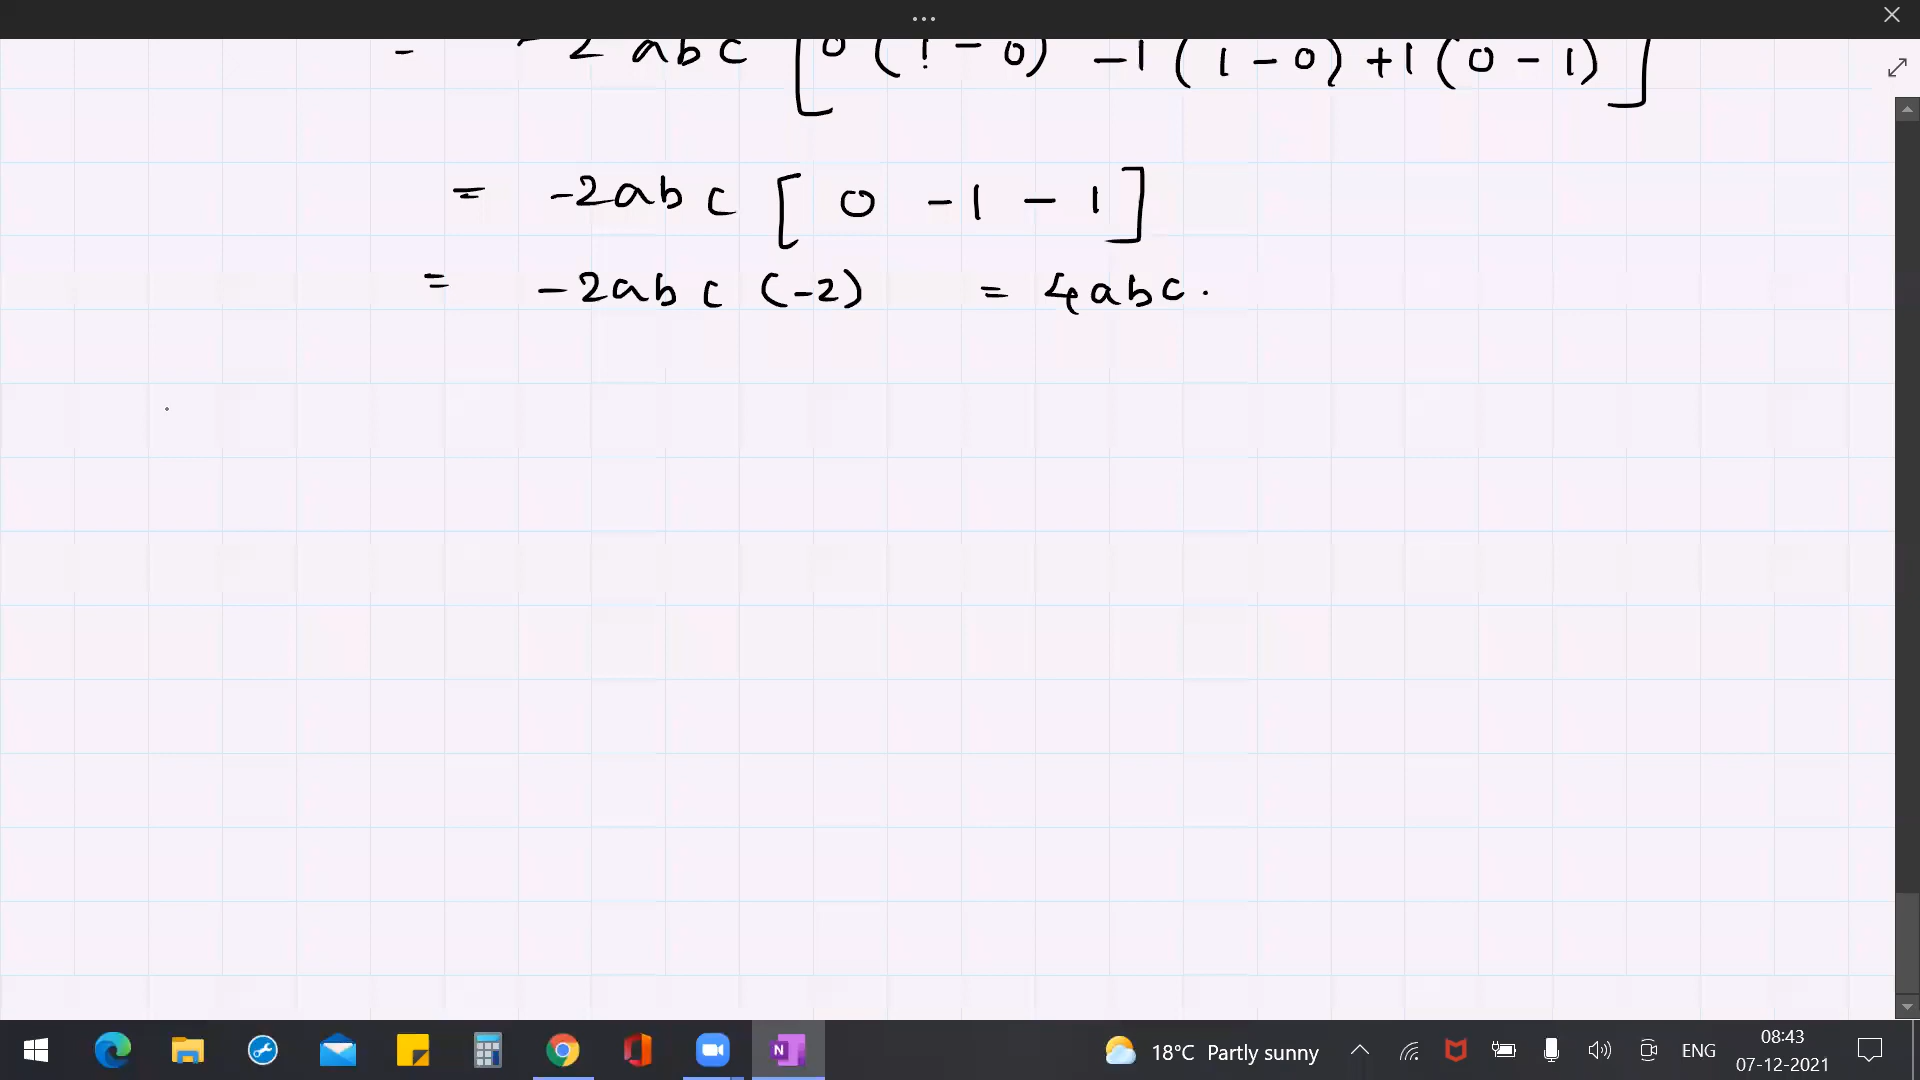 ...
= -2abc [0(1-0) -1(1-0) +1(0-1)]
= -2abc [0 -1 -1]
= -2abc (-2) = 4abc.
18°C Partly sunny
ENG
08:43
07-12-2021